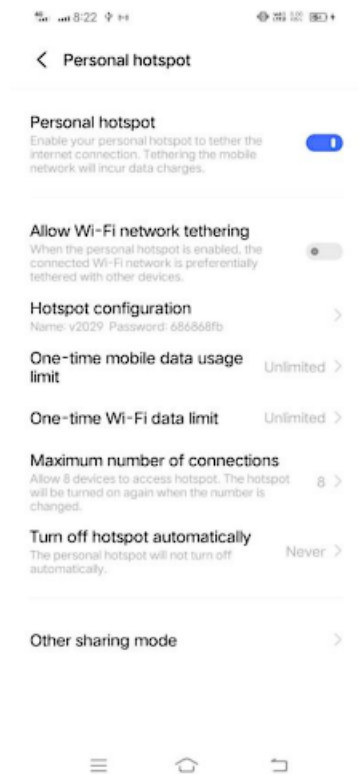 8:22
Personal hotspot
Personal hotspot
Enable your personal hotspot to tether the
internet connection. Tethering the mobile
network will incur data charges.
Allow Wi-Fi network tethering
When the personal hotspot is enabled, the
connected Wi-Fi network is preferentially
tethered with other devices.
Hotspot configuration
Name: v2029 Password: 686868fb
One-time mobile data usage
limit
Unlimited
One-time Wi-Fi data limit
Unlimited
Maximum number of connections
Allow 8 devices to access hotspot. The hotspot
will be turned on again when the number is
changed.
8
Turn off hotspot automatically
The personal hotspot will not turn off
automatically.
Never
Other sharing mode